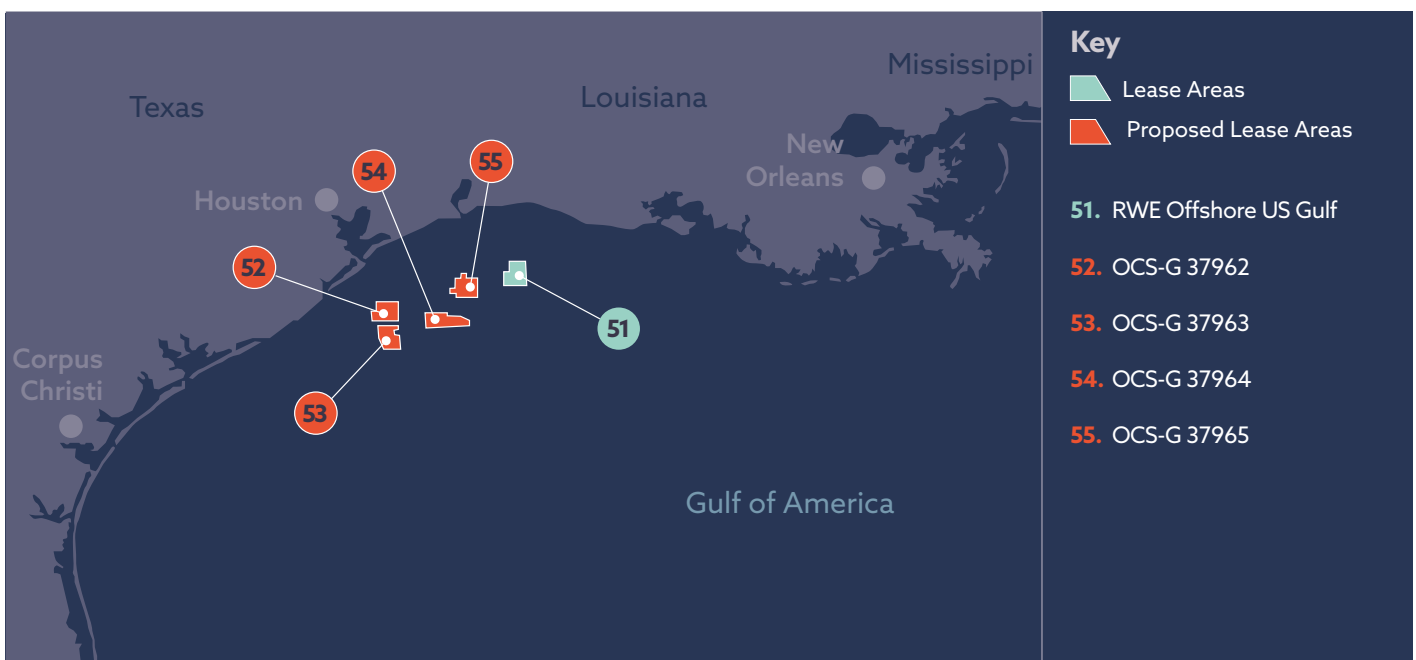 Texas
Louisiana
Mississippi
New
Orleans
Houston
Corpus
Christi
54
55
52
51
53
Gulf of America
Key
Lease Areas
Proposed Lease Areas
51. RWE Offshore US Gulf
52. OCS-G 37962
53. OCS-G 37963
54. OCS-G 37964
55. OCS-G 37965